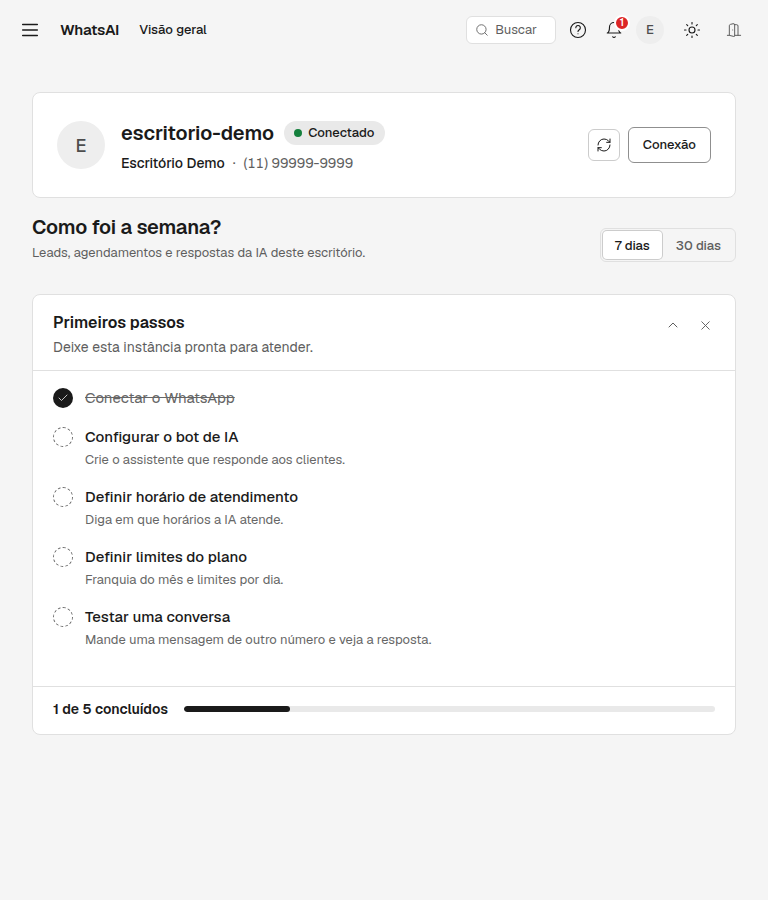 WhatsAI
Visão geral
Buscar
1
E
E
escritorio-demo
Conectado
Escritório Demo · (11) 99999-9999
Conexão
Como foi a semana?
Leads, agendamentos e respostas da IA deste escritório.
7 dias
30 dias
Primeiros passos
Deixe esta instância pronta para atender.
Conectar o WhatsApp
Configurar o bot de IA
Crie o assistente que responde aos clientes.
Definir horário de atendimento
Diga em que horários a IA atende.
Definir limites do plano
Franquia do mês e limites por dia.
Testar uma conversa
Mande uma mensagem de outro número e veja a resposta.
1 de 5 concluídos